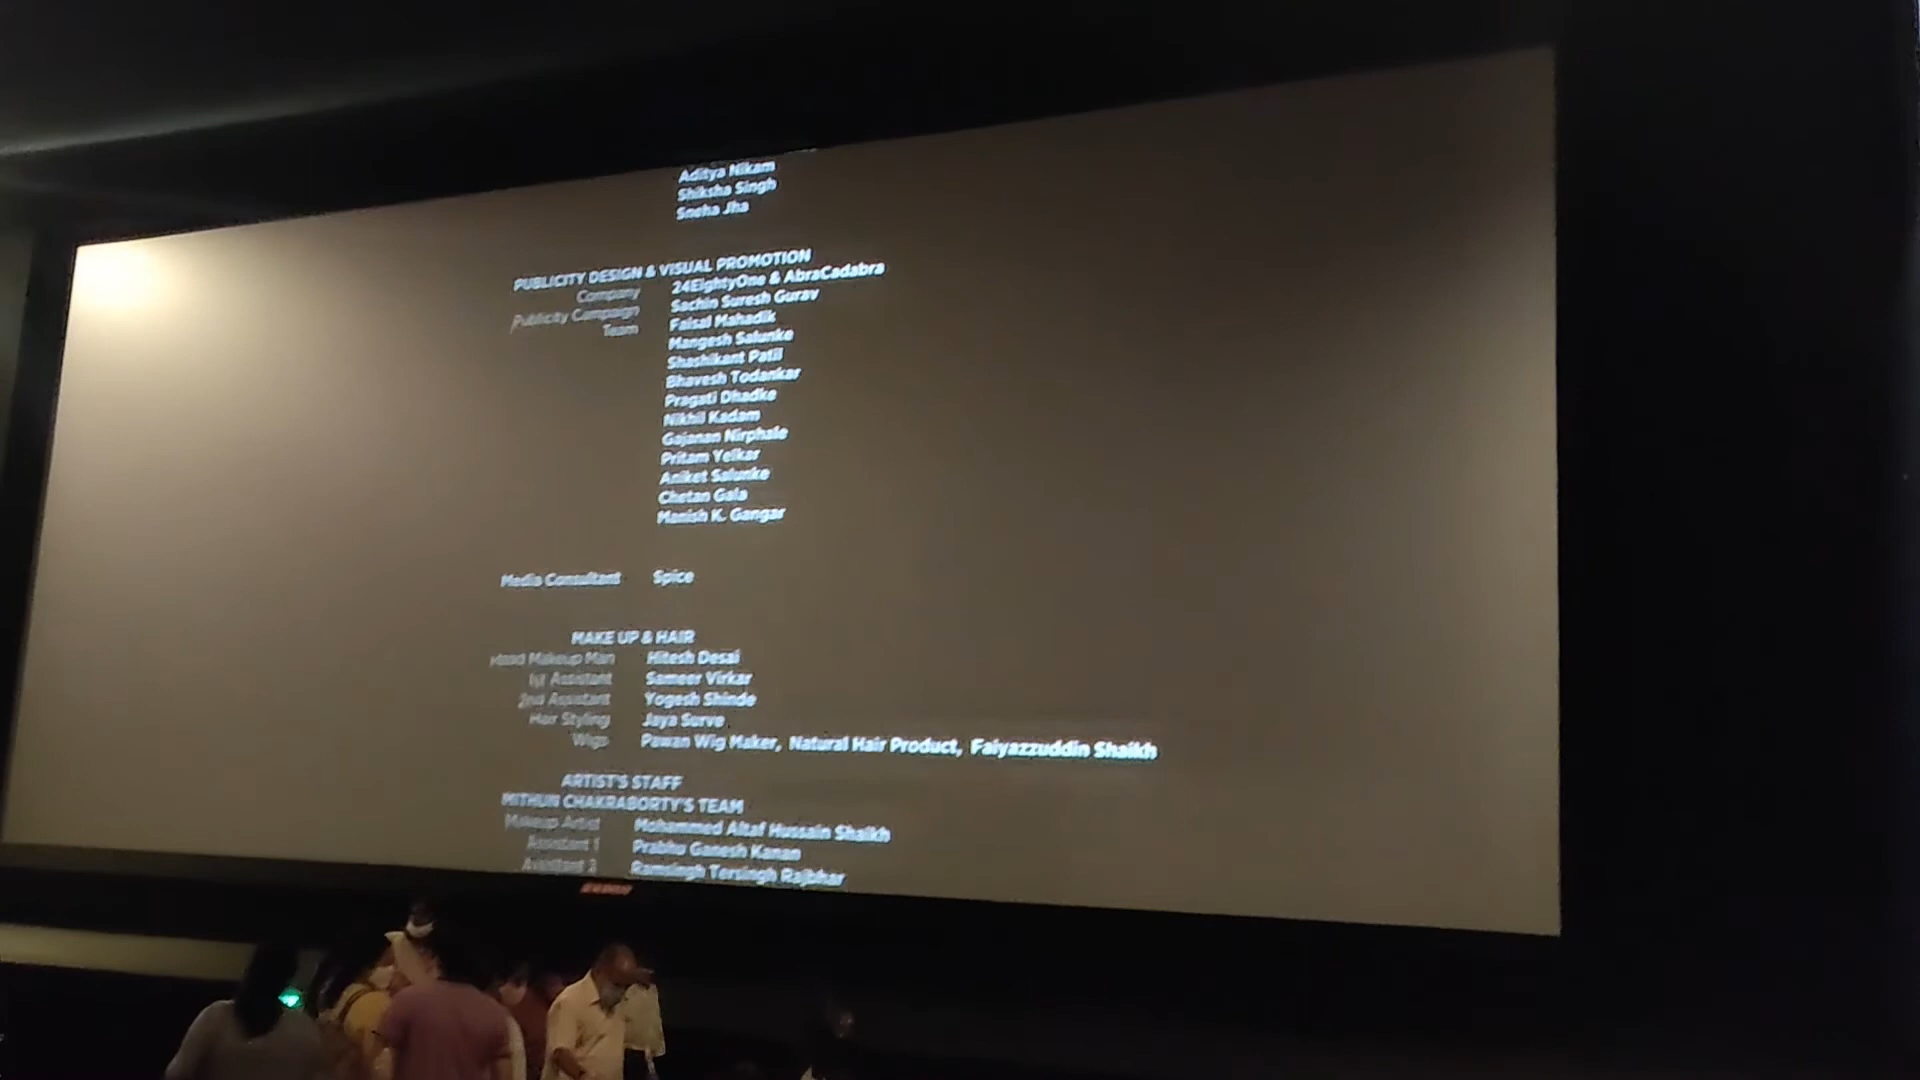 Aditya Nikam
Shiksha Singh
Sneha Jha
PUBLICITY DESIGN & VISUAL PROMOTION
Company 24EightyOne & AbraCadabra
Publicity Campaign Sachin Suresh Gurav
Team Faisal Mahadik
Mangesh Salunke
Shashikant Patil
Bhavesh Todankar
Pragati Dhadke
Nikhil Kadam
Gajanan Nirphale
Pritam Yelkar
Aniket Salunke
Chetan Gala
Manish K. Gangar
Media Consultant Spice
MAKE UP & HAIR
Head Makeup Man Hitesh Desai
1st Assistant Sameer Virkar
2nd Assistant Yogesh Shinde
Hair Styling Jaya Surve
Wigs Pawan Wig Maker, Natural Hair Product, Faiyazzuddin Shaikh
ARTIST'S STAFF
MITHUN CHAKRABORTY'S TEAM
Makeup Artist Mohammed Altaf Hussain Shaikh
Assistant 1 Prabhu Ganesh Kanan
Assistant 2 Ramsingh Tersingh Rajbhar